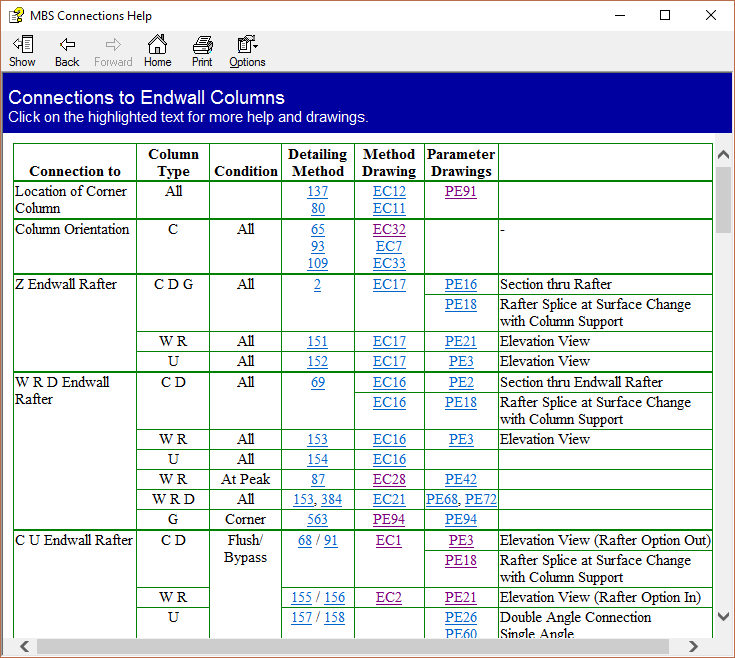 MBS Connections Help
Show Back Forward Home Print Options
Connections to Endwall Columns
Click on the highlighted text for more help and drawings.
Column Detailing Method Parameter
Connection to Type Condition Method Drawing Drawings
Location of Corner All 137 EC12 PE91
Column 80 EC11
Column Orientation C All 65 EC32 -
93 EC7
109 EC33
Z Endwall Rafter C D G All 2 EC17 PE16 Section thru Rafter
PE18 Rafter Splice at Surface Change
with Column Support
W R All 151 EC17 PE21 Elevation View
U All 152 EC17 PE3 Elevation View
W R D Endwall C D All 69 EC16 PE2 Section thru Endwall Rafter
Rafter EC16 PE18 Rafter Splice at Surface Change
with Column Support
W R All 153 EC16 PE3 Elevation View
U All 154 EC16
W R At Peak 87 EC28 PE42
W R D All 153, 384 EC21 PE68, PE72
G Corner 563 PE94 PE94
C U Endwall Rafter C D Flush/ 68 / 91 EC1 PE3 Elevation View (Rafter Option Out)
Bypass PE18 Rafter Splice at Surface Change
with Column Support
W R 155 / 156 EC2 PE21 Elevation View (Rafter Option In)
U 157 / 158 PE26 Double Angle Connection
PE60 Single Angle